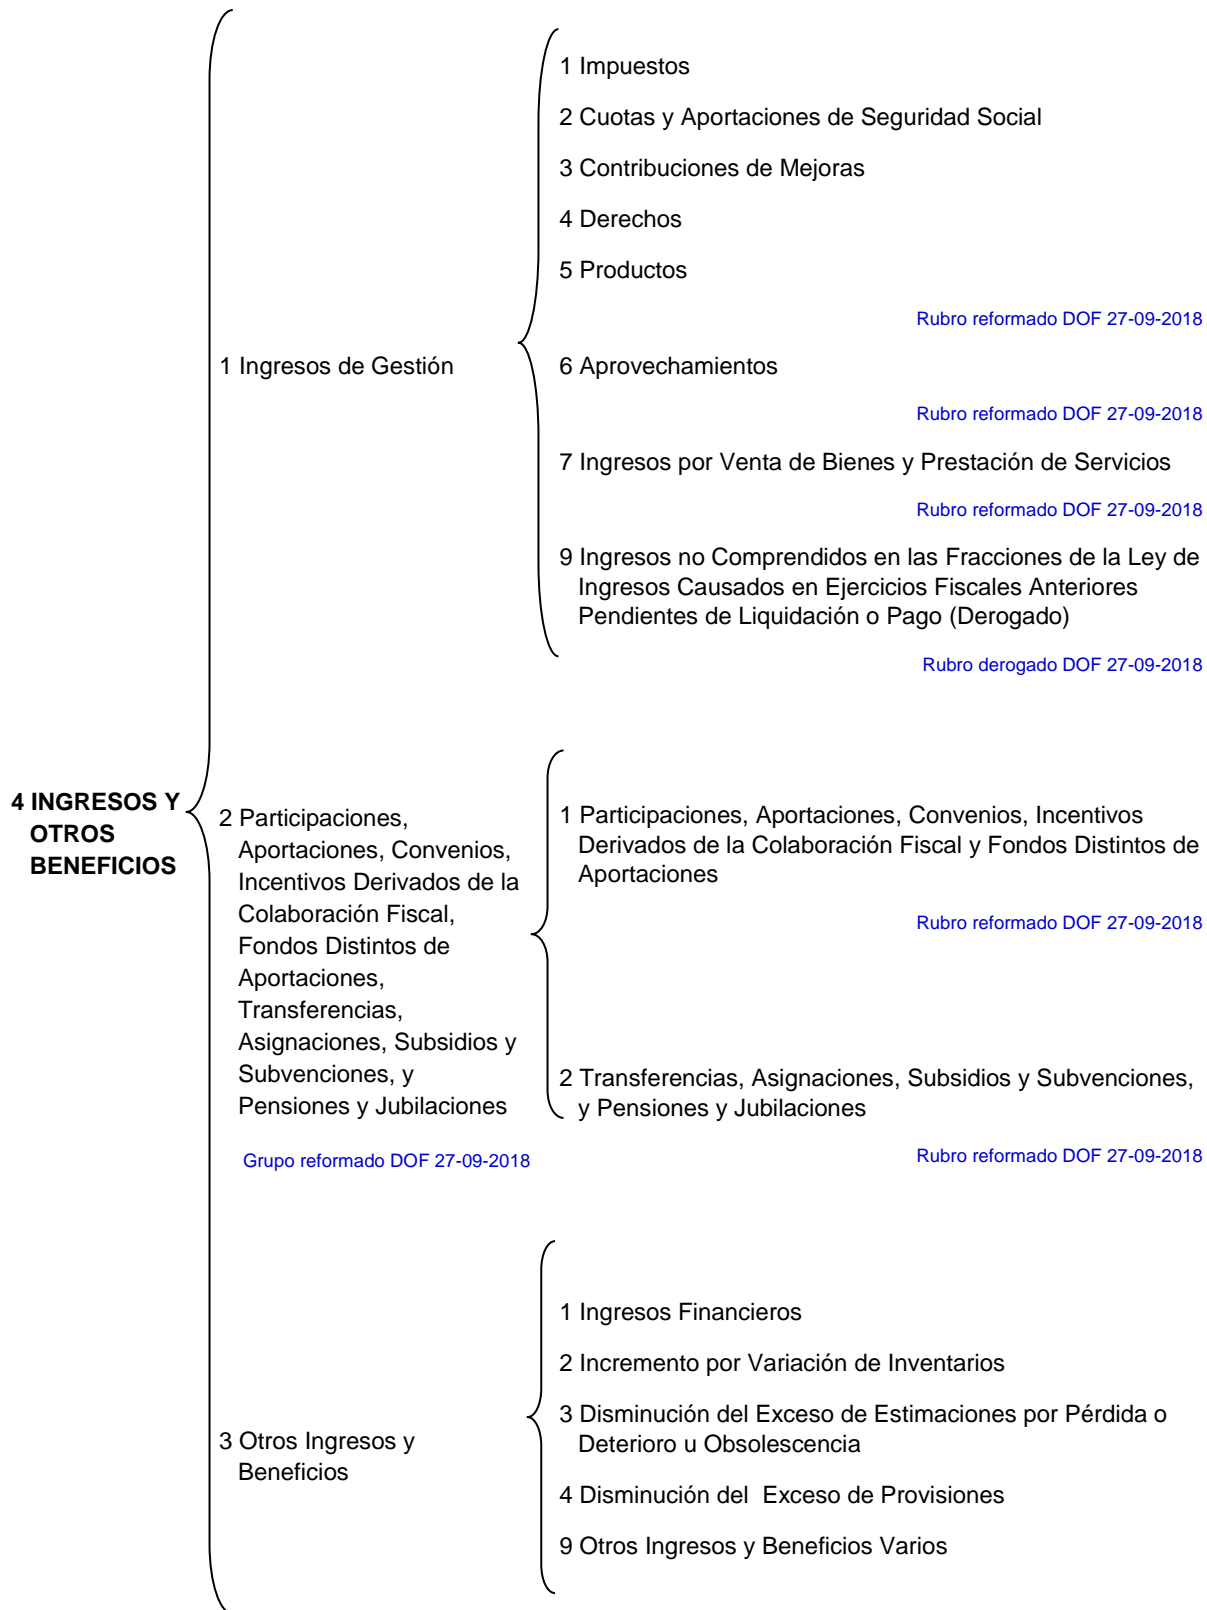 1 Impuestos
2 Cuotas y Aportaciones de Seguridad Social
3 Contribuciones de Mejoras
4 Derechos
5 Productos
Rubro reformado DOF 27-09-2018
1 Ingresos de Gestión
6 Aprovechamientos
Rubro reformado DOF 27-09-2018
7 Ingresos por Venta de Bienes y Prestación de Servicios
Rubro reformado DOF 27-09-2018
9 Ingresos no Comprendidos en las Fracciones de la Ley de
Ingresos Causados en Ejercicios Fiscales Anteriores
Pendientes de Liquidación o Pago (Derogado)
Rubro derogado DOF 27-09-2018
4 INGRESOS Y
OTROS
BENEFICIOS
2 Participaciones,
Aportaciones, Convenios,
Incentivos Derivados de la
Colaboración Fiscal,
Fondos Distintos de
Aportaciones,
Transferencias,
Asignaciones, Subsidios y
Subvenciones, y
Pensiones y Jubilaciones
Grupo reformado DOF 27-09-2018
1 Participaciones, Aportaciones, Convenios, Incentivos
Derivados de la Colaboración Fiscal y Fondos Distintos de
Aportaciones
Rubro reformado DOF 27-09-2018
2 Transferencias, Asignaciones, Subsidios y Subvenciones,
y Pensiones y Jubilaciones
Rubro reformado DOF 27-09-2018
3 Otros Ingresos y
Beneficios
1 Ingresos Financieros
2 Incremento por Variación de Inventarios
3 Disminución del Exceso de Estimaciones por Pérdida o
Deterioro u Obsolescencia
4 Disminución del  Exceso de Provisiones
9 Otros Ingresos y Beneficios Varios